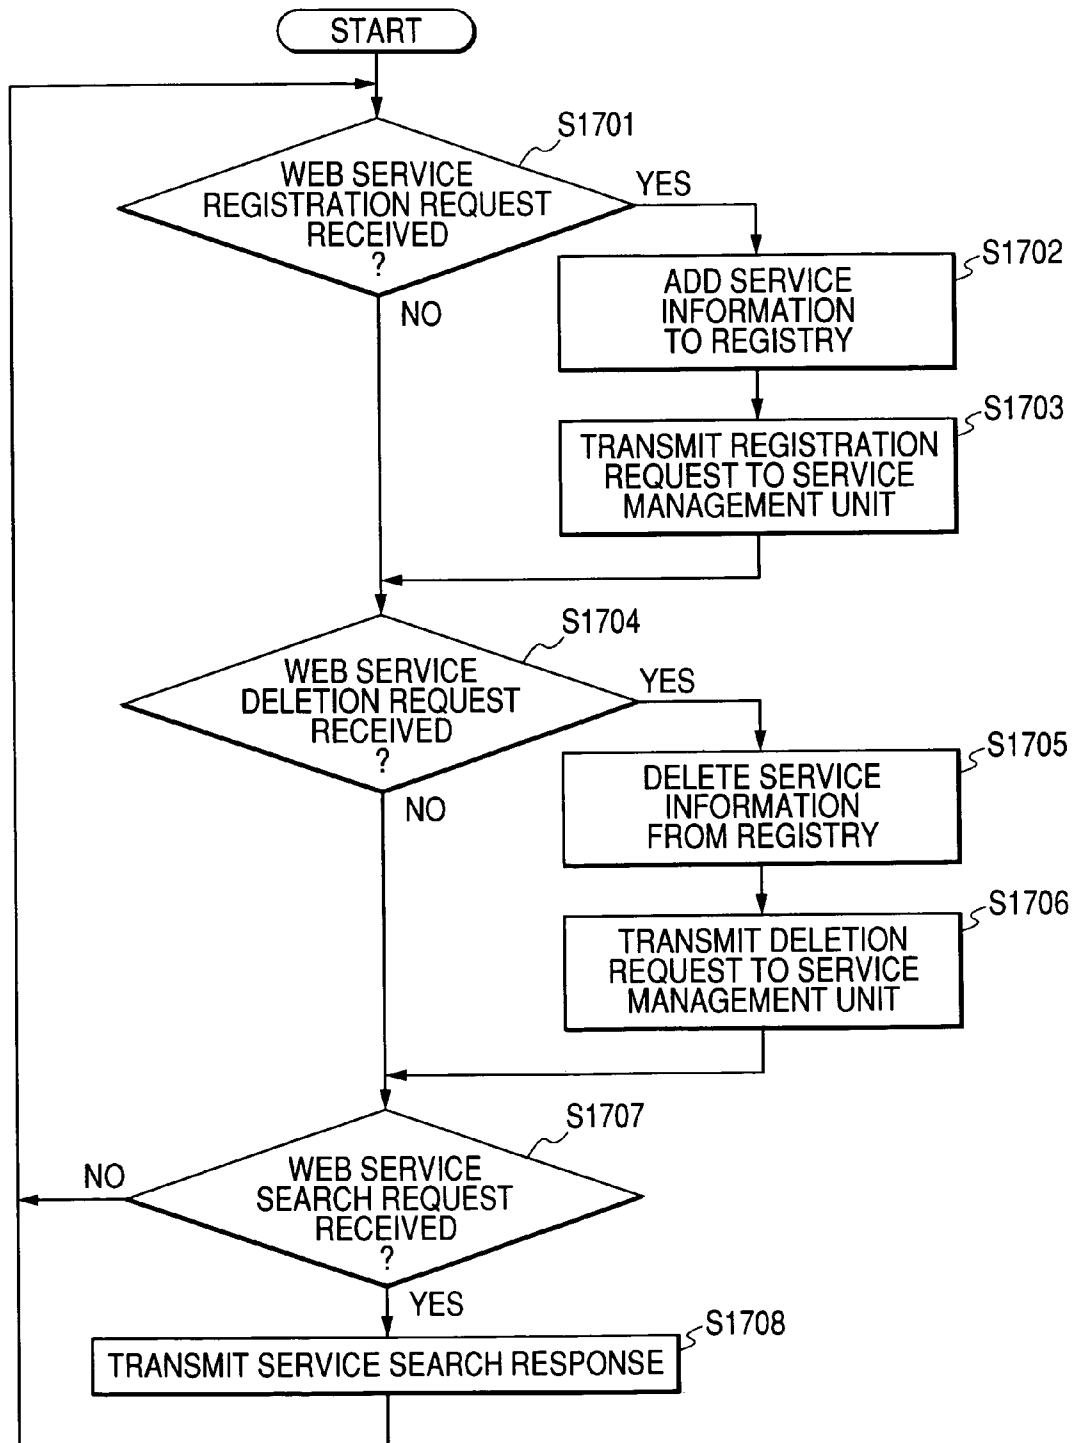 START
S1701
WEB SERVICE
REGISTRATION REQUEST
RECEIVED
?
YES
NO
S1702
ADD SERVICE
INFORMATION
TO REGISTRY
S1703
TRANSMIT REGISTRATION
REQUEST TO SERVICE
MANAGEMENT UNIT
S1704
WEB SERVICE
DELETION REQUEST
RECEIVED
?
YES
NO
S1705
DELETE SERVICE
INFORMATION
FROM REGISTRY
S1706
TRANSMIT DELETION
REQUEST TO SERVICE
MANAGEMENT UNIT
S1707
WEB SERVICE
SEARCH REQUEST
RECEIVED
?
NO
YES
S1708
TRANSMIT SERVICE SEARCH RESPONSE